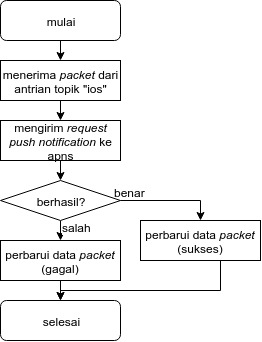 mulai
menerima packet dari
antrian topik "ios"
mengirim request
push notification ke
apns
berhasil?
benar
salah
perbarui data packet
(sukses)
perbarui data packet
(gagal)
selesai